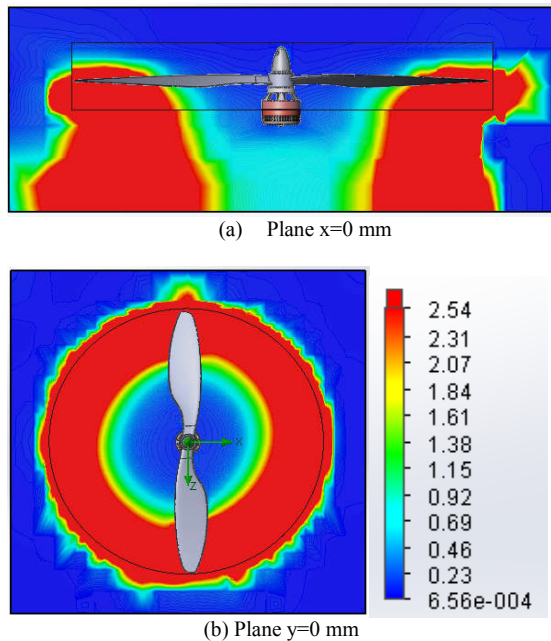 (a) Plane x=0 mm
2.54
2.31
2.07
1.84
1.61
1.38
1.15
0.92
0.69
0.46
0.23
6.56e-004
X
Z
(b) Plane y=0 mm